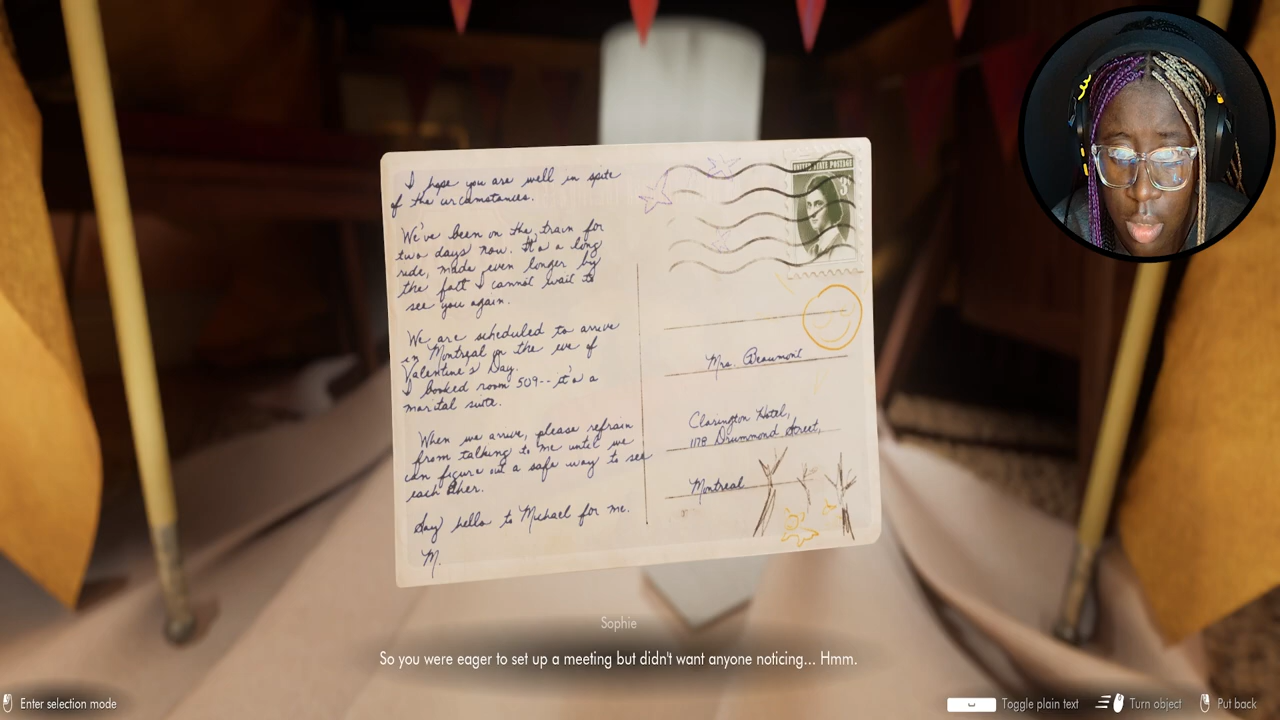 I hope you are well in spite
of the circumstances.
We've been on the train for
two days now. It's a long
ride, made even longer by
the fact I cannot wait to
see you again.
We are scheduled to arrive
in Montreal on the eve of
Valentine's Day.
I booked room 509-- it's a
marital suite.
When we arrive, please refrain
from talking to me until we
can figure out a safe way to see
each other.
Say hello to Michael for me.
M.
UNITED STATE POSTAGE
3
Mrs. Beaumont
Clarington Hotel,
1178 Drummond Street,
Montreal
Sophie
So you were eager to set up a meeting but didn't want anyone noticing... Hmm.
Enter selection mode
Toggle plain text
Turn object
Put back